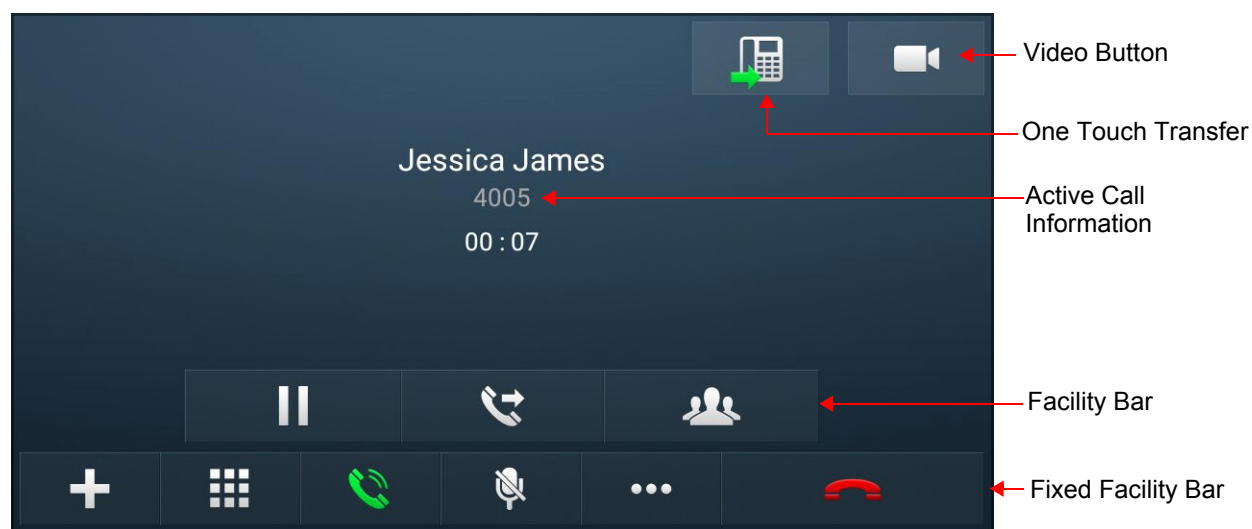 Video Button
One Touch Transfer
Jessica James
4005
Active Call
Information
00 : 07
Facility Bar
Fixed Facility Bar